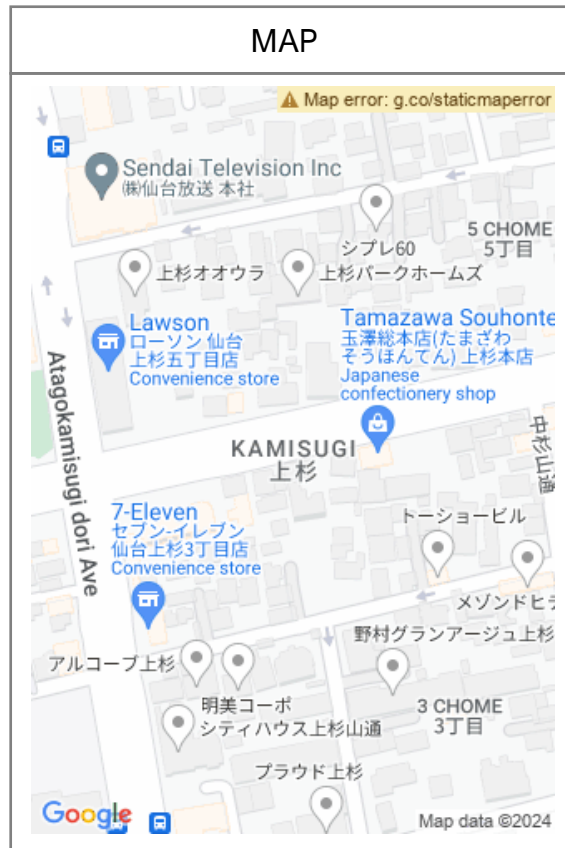 MAP
Map error: g.co/staticmaperror
Sendai Television Inc
㈱仙台放送 本社
シプレ60
5 CHOME
5丁目
上杉オオウラ
上杉パークホームズ
Lawson
ローソン 仙台
上杉五丁目店
Convenience store
Tamazawa Souhonte
玉澤総本店(たまざわ
そうほんてん) 上杉本店
Japanese
confectionery shop
Atagokamisugi dori Ave
KAMISUGI
上杉
中杉山通
7-Eleven
セブン-イレブン
仙台上杉3丁目店
Convenience store
トーショービル
メゾンドヒデ
野村グランアージュ上杉
アルコーブ上杉
明美コーポ
シティハウス上杉山通
3 CHOME
3丁目
プラウド上杉
Google
Map data ©2024